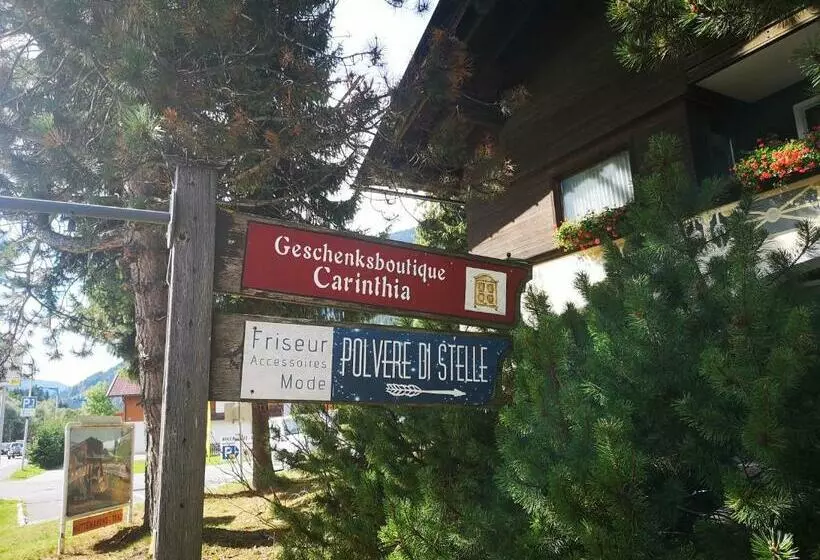 Geschenksboutique
Carinthia
Friseur
Accessoires
Mode
POLVERE DI STELLE
P
P